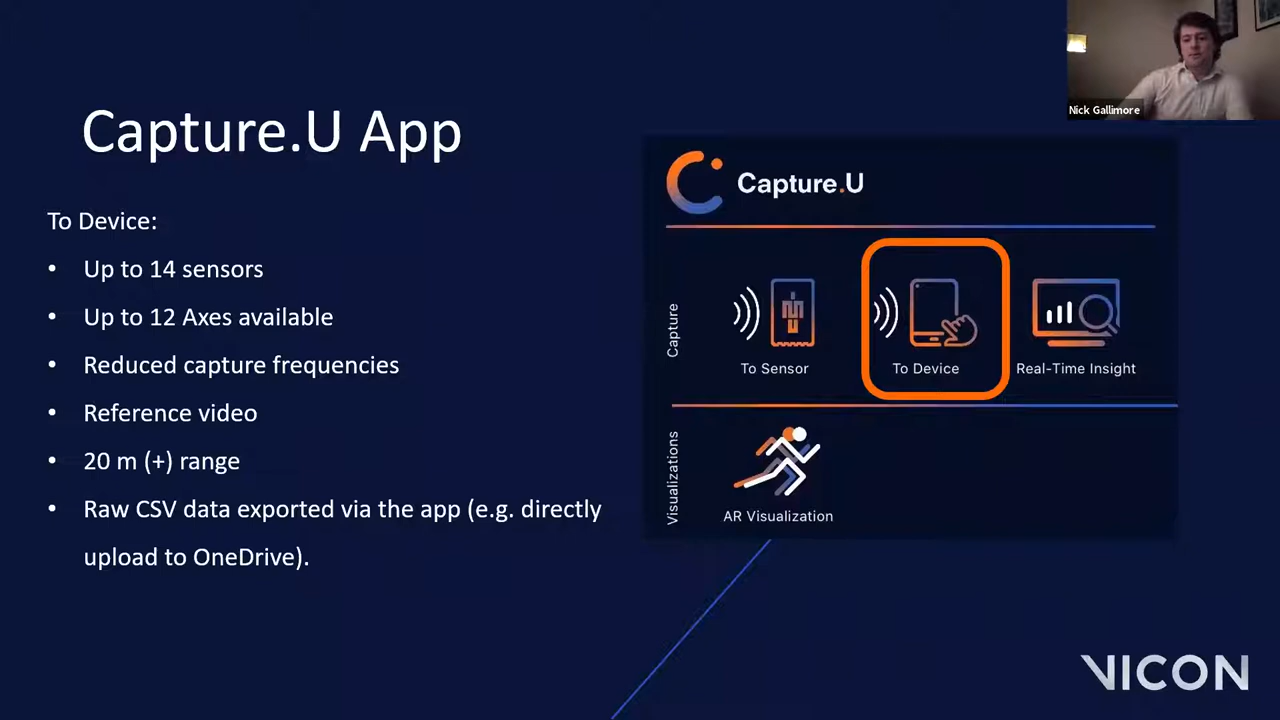 Nick Gallimore
Capture.U App
To Device:
• Up to 14 sensors
• Up to 12 Axes available
• Reduced capture frequencies
• Reference video
• 20 m (+) range
• Raw CSV data exported via the app (e.g. directly
upload to OneDrive).
Capture.U
Capture
To Sensor
To Device
Real-Time Insight
Visualizations
AR Visualization
VICON